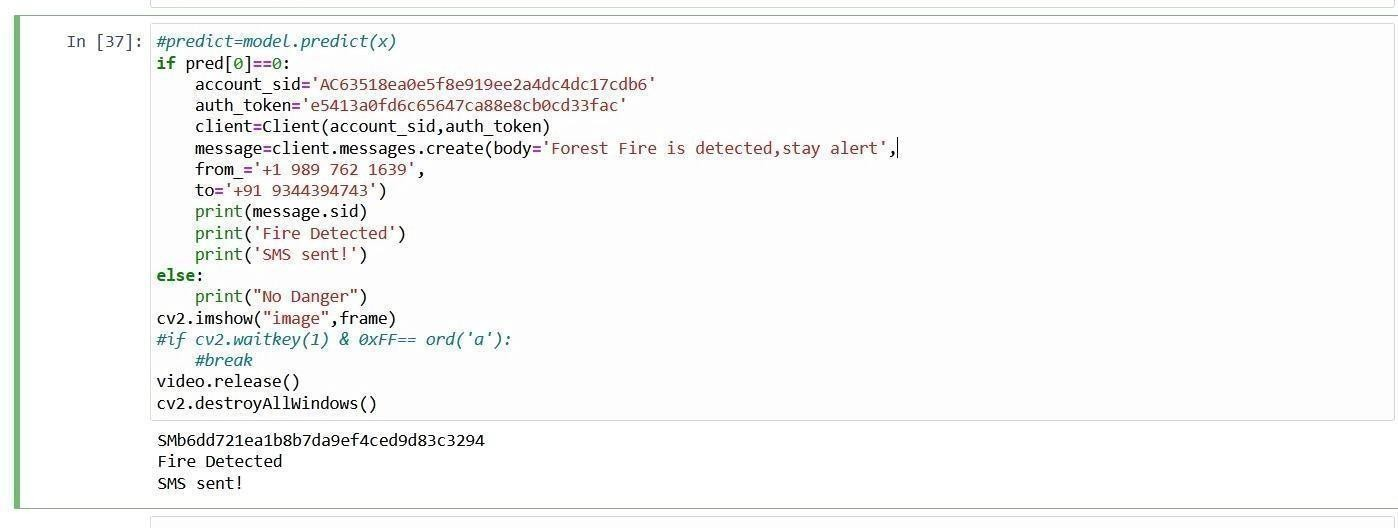 In [37]: #predict=model.predict(x)
if pred[0]==0:
    account_sid='AC63518ea0e5f8e919ee2a4dc4dc17cdb6'
    auth_token='e5413a0fd6c65647ca88e8cb0cd33fac'
    client=Client(account_sid,auth_token)
    message=client.messages.create(body='Forest Fire is detected,stay alert',
    from_='+1 989 762 1639',
    to='+91 9344394743')
    print(message.sid)
    print('Fire Detected')
    print('SMS sent!')
else:
    print("No Danger")
cv2.imshow("image",frame)
#if cv2.waitkey(1) & 0xFF== ord('a'):
    #break
video.release()
cv2.destroyAllWindows()
SMb6dd721ea1b8b7da9ef4ced9d83c3294
Fire Detected
SMS sent!